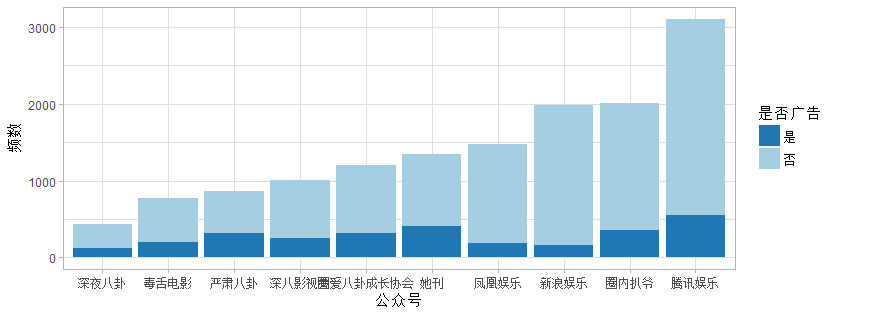 3000
2000
1000
0
频数
深夜八卦
毒舌电影
严肃八卦
深八影视圈
爱八卦成长协会
她刊
凤凰娱乐
新浪娱乐
圈内扒爷
腾讯娱乐
公众号
是否广告
是
否